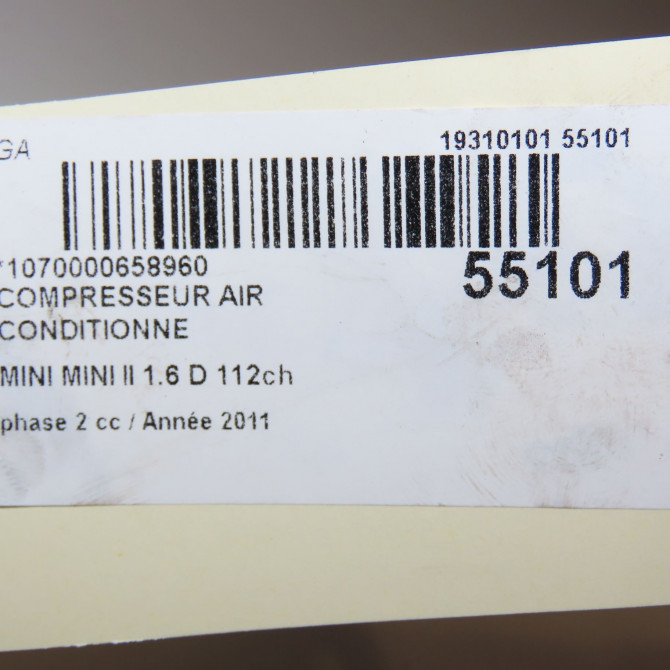 GA
19310101 55101
*1070000658960
55101
COMPRESSEUR AIR
CONDITIONNE
MINI MINI II 1.6 D 112ch
phase 2 cc / Année 2011